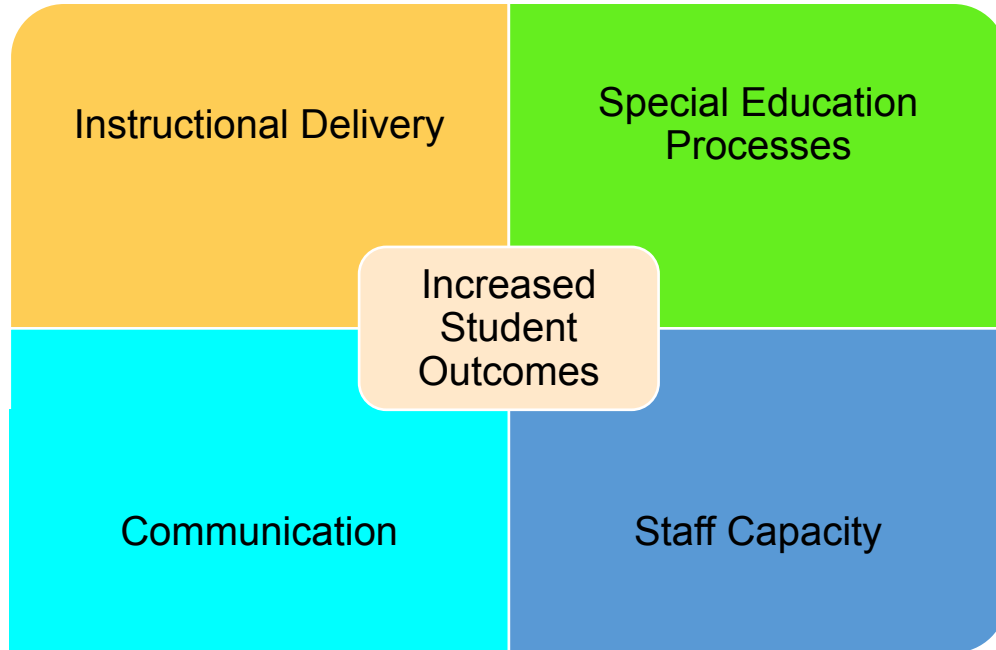 Instructional Delivery
Special Education
Processes
Increased
Student
Outcomes
Communication
Staff Capacity